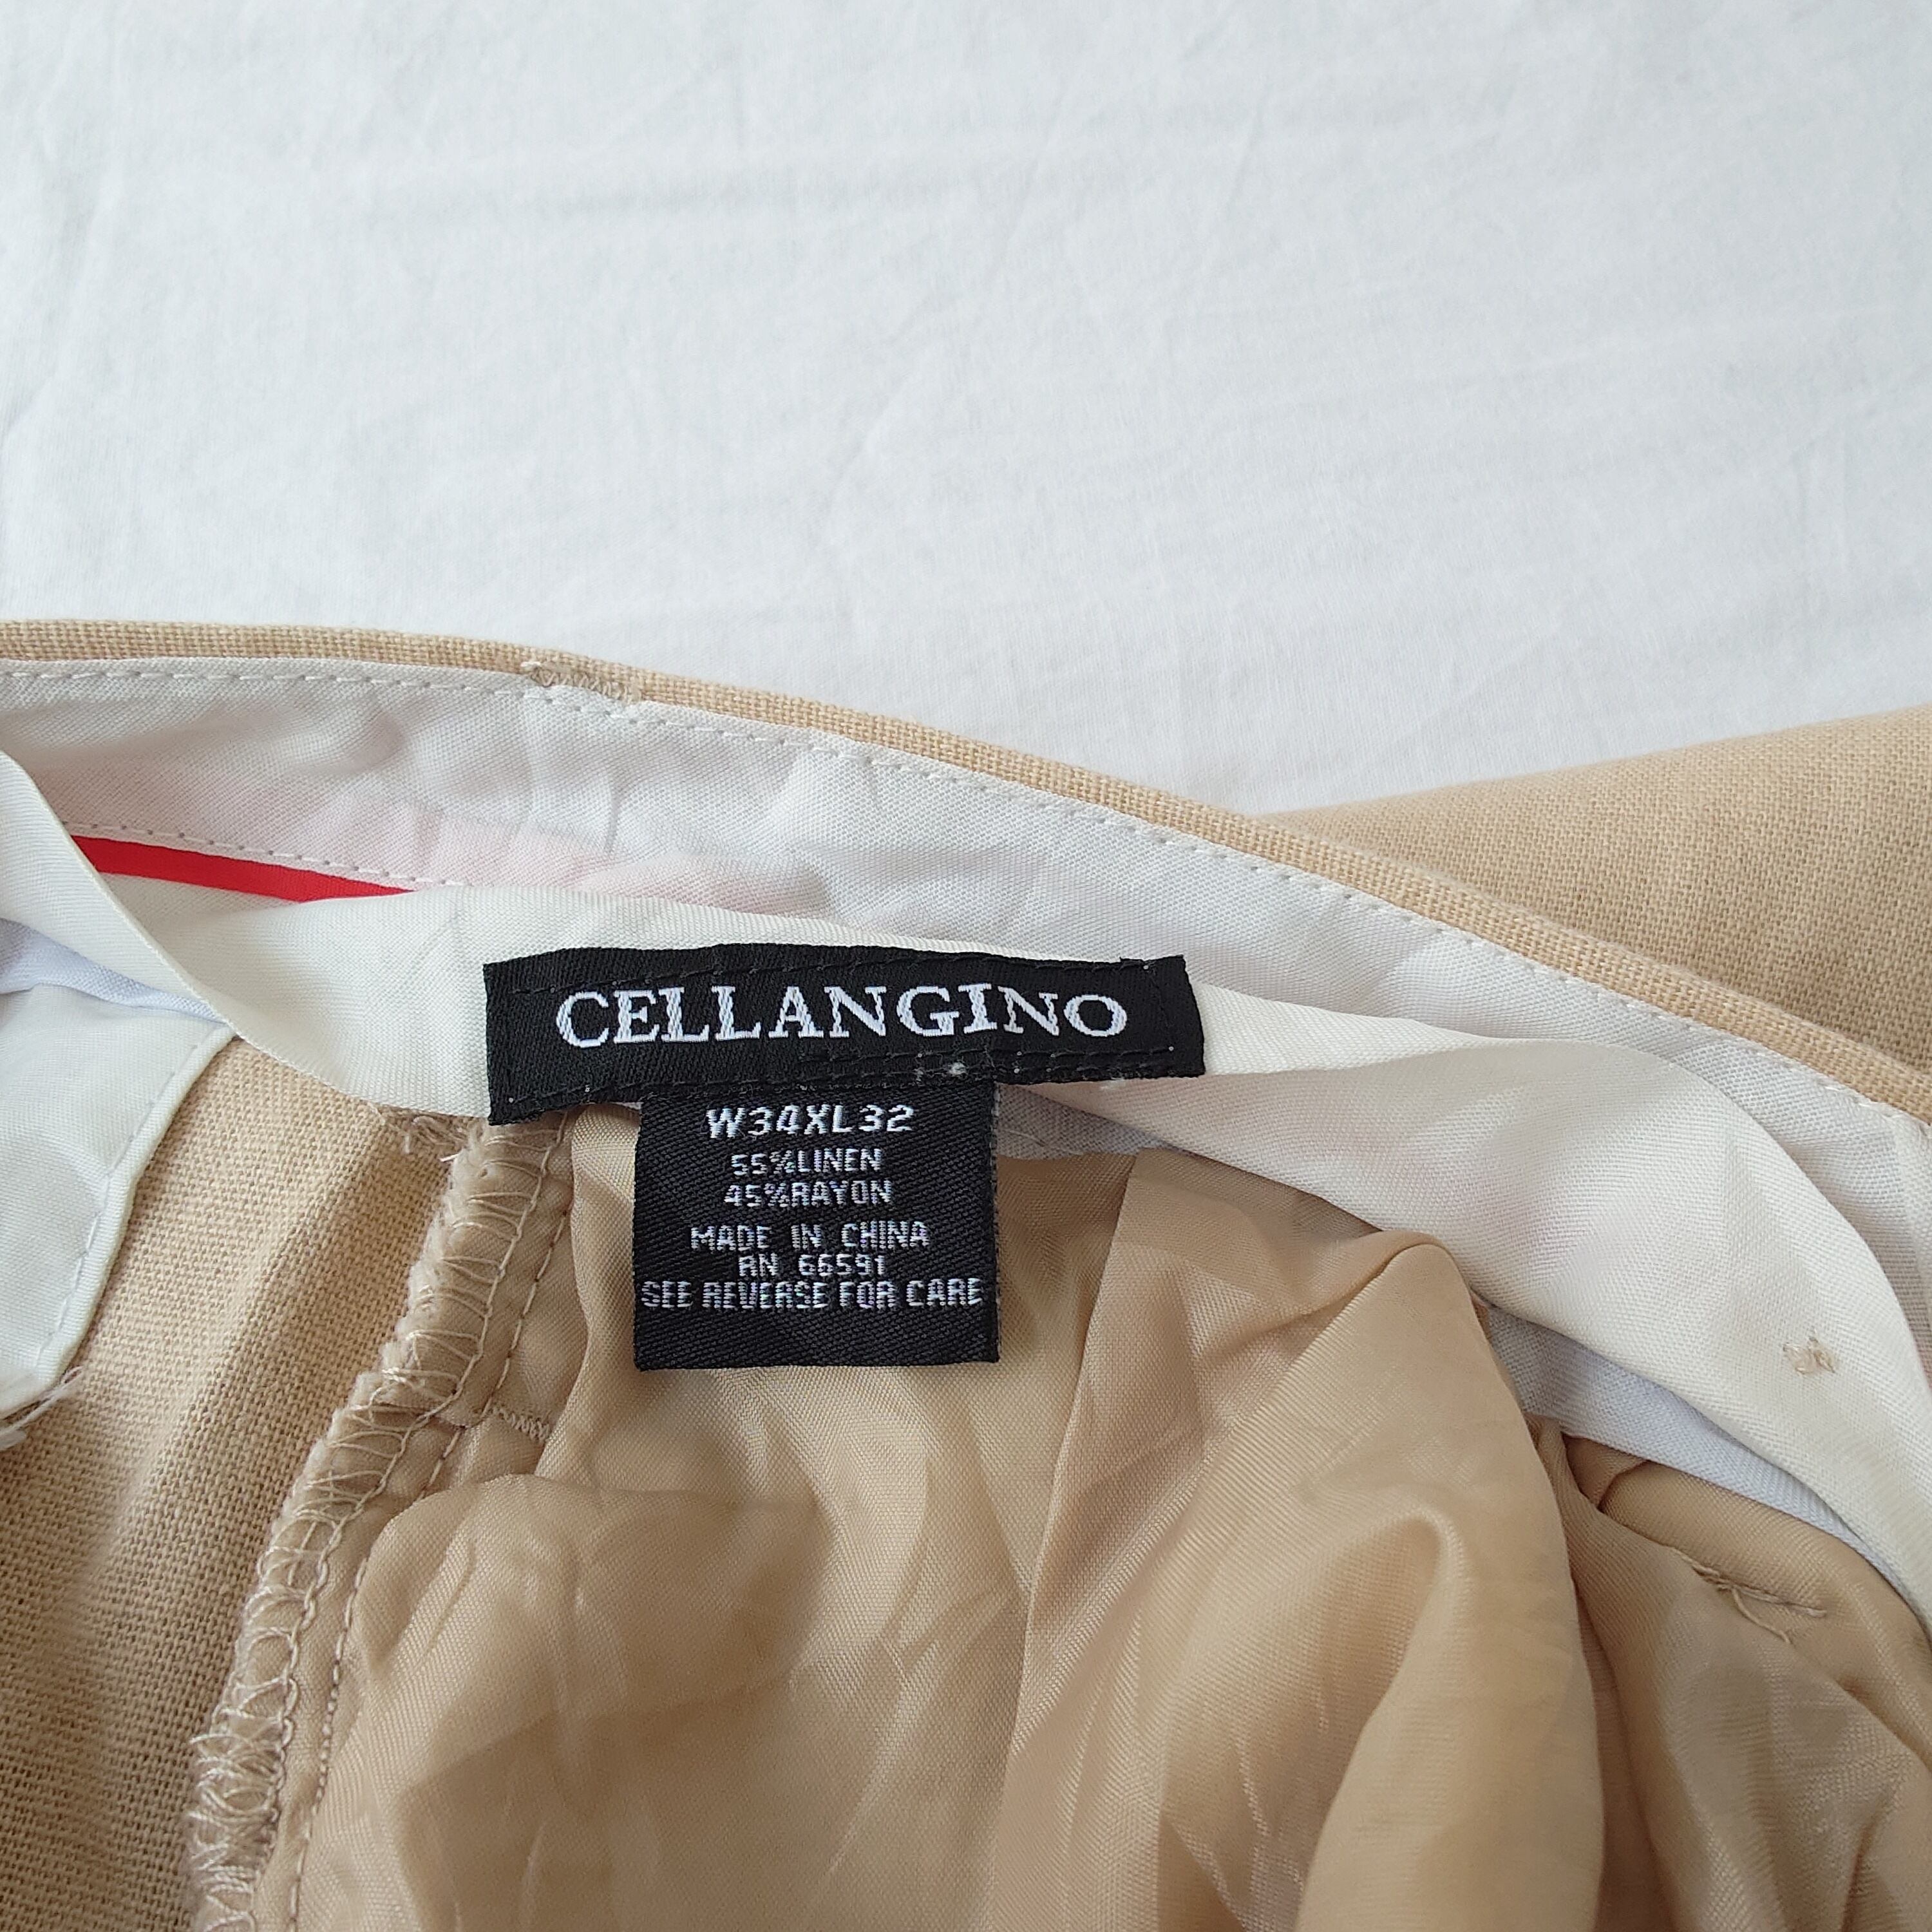 CELLANGINO
W34XL32
55%LINEN
45%RAYON
MADE IN CHINA
RN 66591
SEE REVERSE FOR CARE